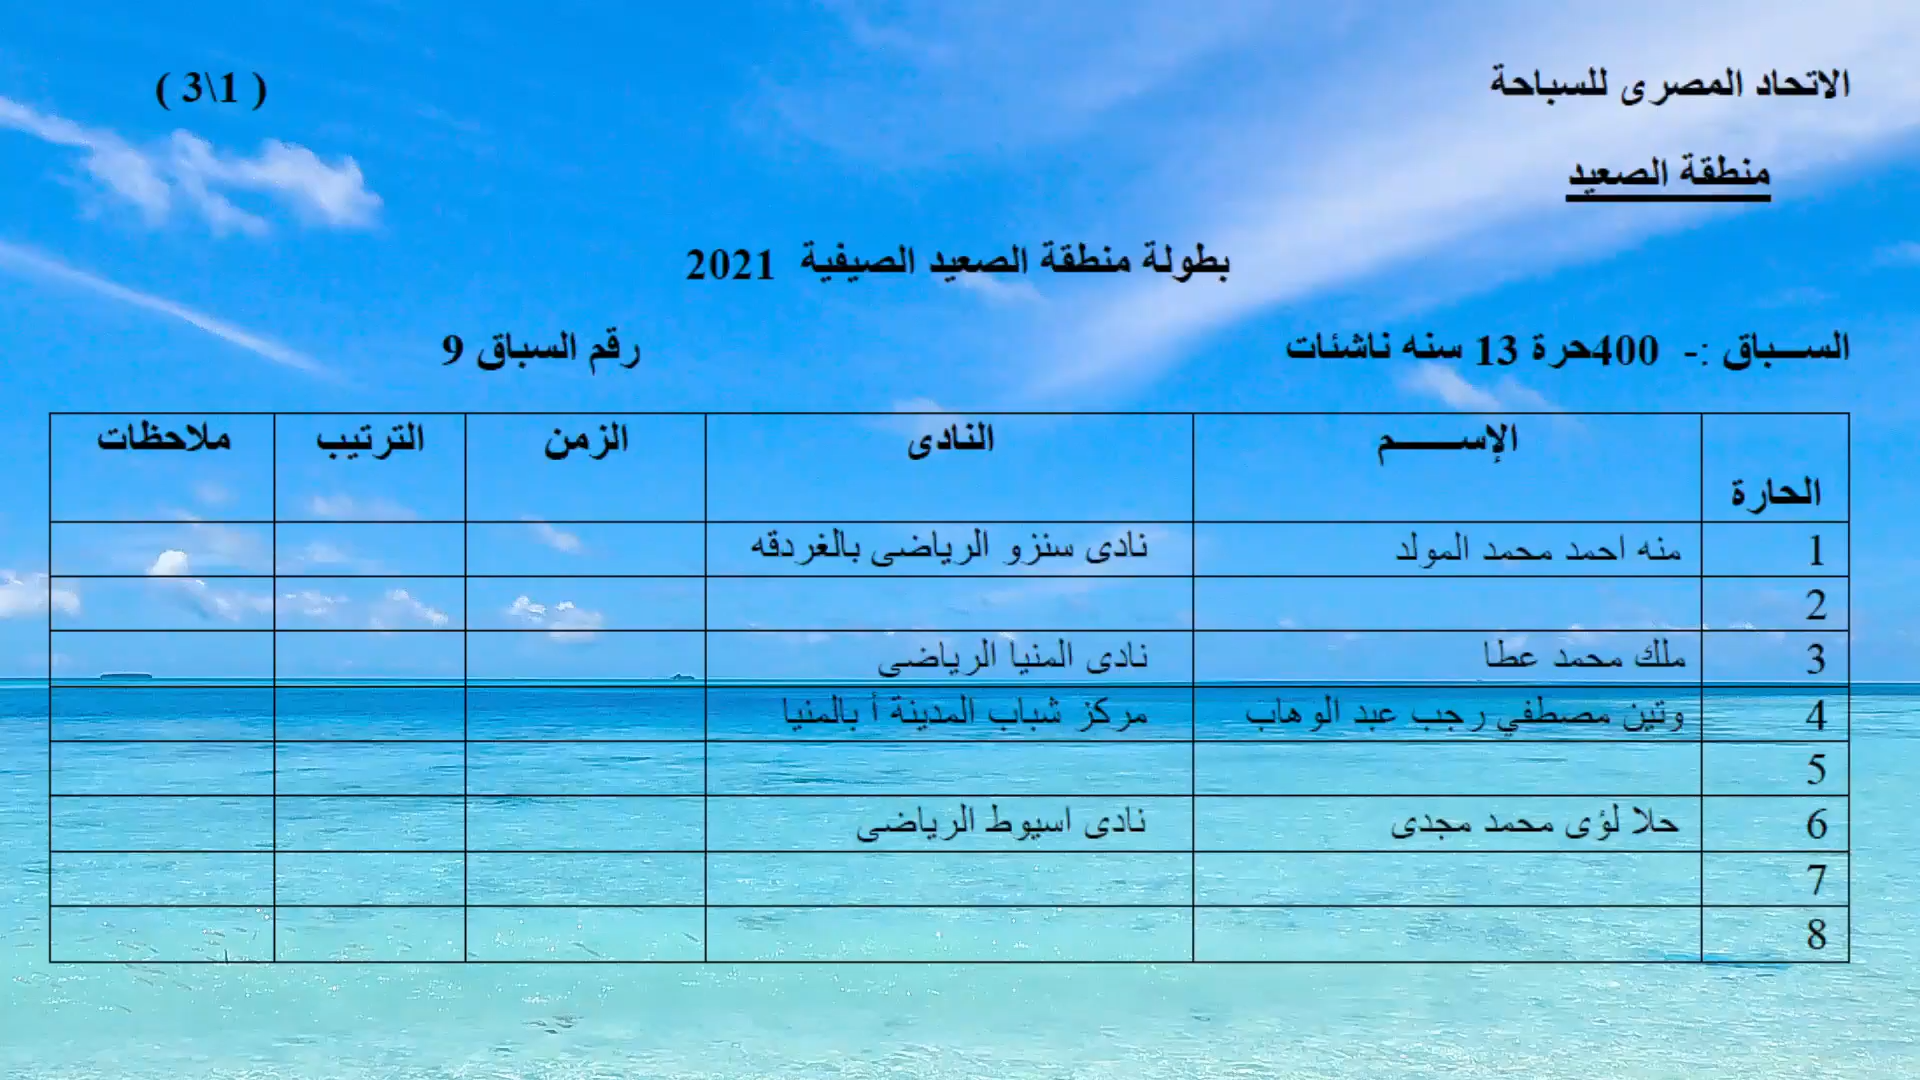 الاتحاد المصرى للسباحة ( 3\1 )
منطقة الصعيد
بطولة منطقة الصعيد الصيفية 2021
الســـباق :- 400حرة 13 سنه ناشئات رقم السباق 9
الحارة الإســــــم النادى الزمن الترتيب ملاحظات
1 منه احمد محمد المولد نادى سنزو الرياضى بالغردقه
2
3 ملك محمد عطا نادى المنيا الرياضى
4 وتين مصطفي رجب عبد الوهاب مركز شباب المدينة أ بالمنيا
5
6 حلا لؤى محمد مجدى نادى اسيوط الرياضى
7
8